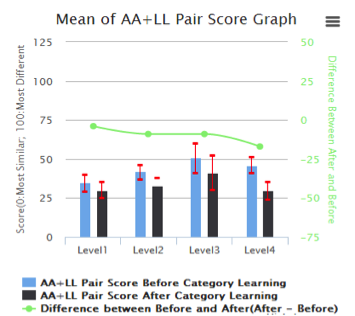 Mean of AA+LL Pair Score Graph
Score(0:Most Similar, 100:Most Different
125
100
75
50
25
0
50
25
0
-25
-50
-75
Difference Between After and Before
Level1 Level2 Level3 Level4
AA+LL Pair Score Before Category Learning
AA+LL Pair Score After Category Learning
Difference between Before and After(After - Before)